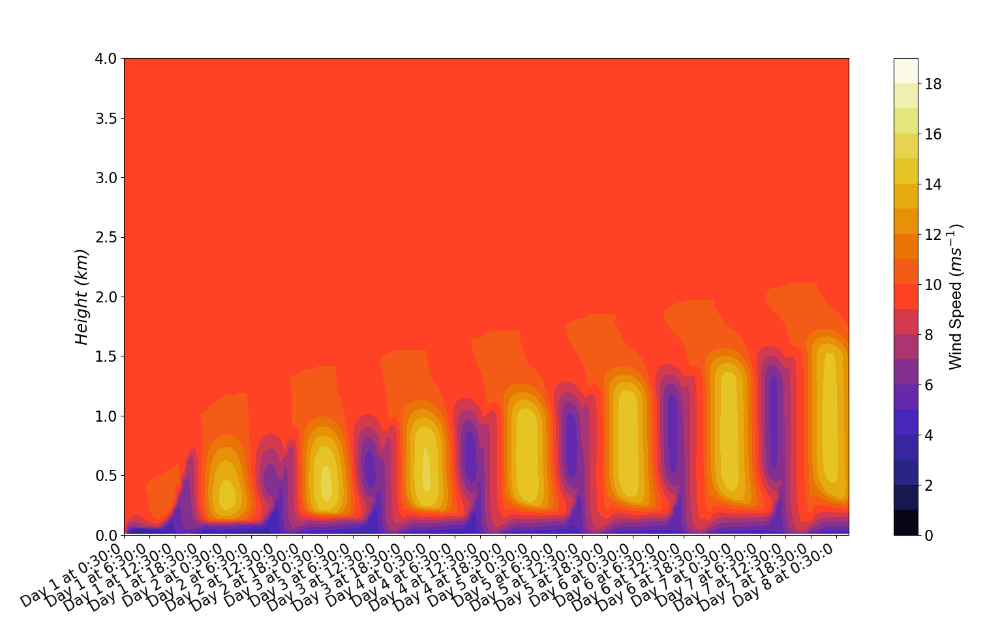 4.0
3.5
3.0
2.5
2.0
1.5
1.0
0.5
0.0
Height (km)
Day 1 at 0:30:0
Day 1 at 6:30:0
Day 1 at 12:30:0
Day 1 at 18:30:0
Day 2 at 0:30:0
Day 2 at 6:30:0
Day 2 at 12:30:0
Day 2 at 18:30:0
Day 3 at 0:30:0
Day 3 at 6:30:0
Day 3 at 12:30:0
Day 3 at 18:30:0
Day 4 at 0:30:0
Day 4 at 6:30:0
Day 4 at 12:30:0
Day 4 at 18:30:0
Day 5 at 0:30:0
Day 5 at 6:30:0
Day 5 at 12:30:0
Day 5 at 18:30:0
Day 6 at 0:30:0
Day 6 at 6:30:0
Day 6 at 12:30:0
Day 6 at 18:30:0
Day 7 at 0:30:0
Day 7 at 6:30:0
Day 7 at 12:30:0
Day 7 at 18:30:0
Day 8 at 0:30:0
18
16
14
12
10
8
6
4
2
0
Wind Speed (ms⁻¹)